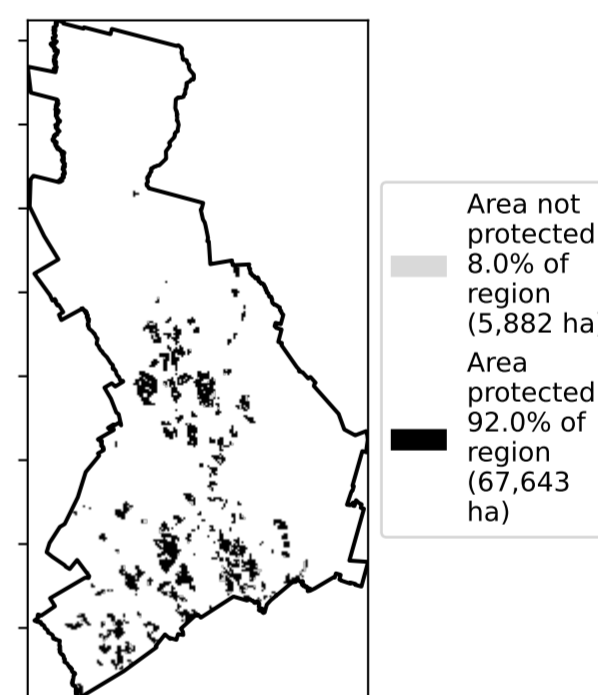 Area not
protected
8.0% of
region
(5,882 ha)
Area
protected
92.0% of
region
(67,643
ha)